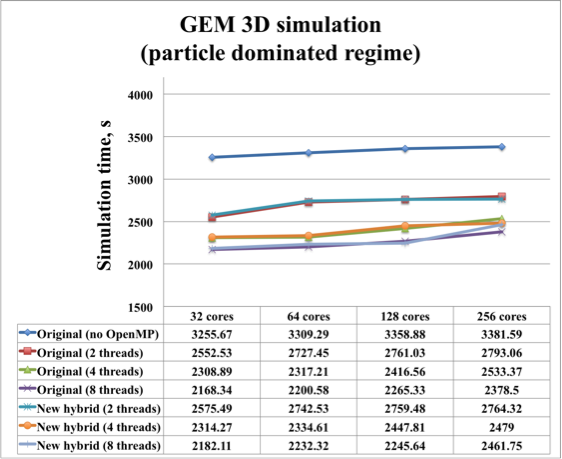 GEM 3D simulation
(particle dominated regime)
Simulation time, s
4000
3500
3000
2500
2000
1500
32 cores 64 cores 128 cores 256 cores
Original (no OpenMP) 3255.67 3309.29 3358.88 3381.59
Original (2 threads) 2552.53 2727.45 2761.03 2793.06
Original (4 threads) 2308.89 2317.21 2416.56 2533.37
Original (8 threads) 2168.34 2200.58 2265.33 2378.5
New hybrid (2 threads) 2575.49 2742.53 2759.48 2764.32
New hybrid (4 threads) 2314.27 2334.61 2447.81 2479
New hybrid (8 threads) 2182.11 2232.32 2245.64 2461.75